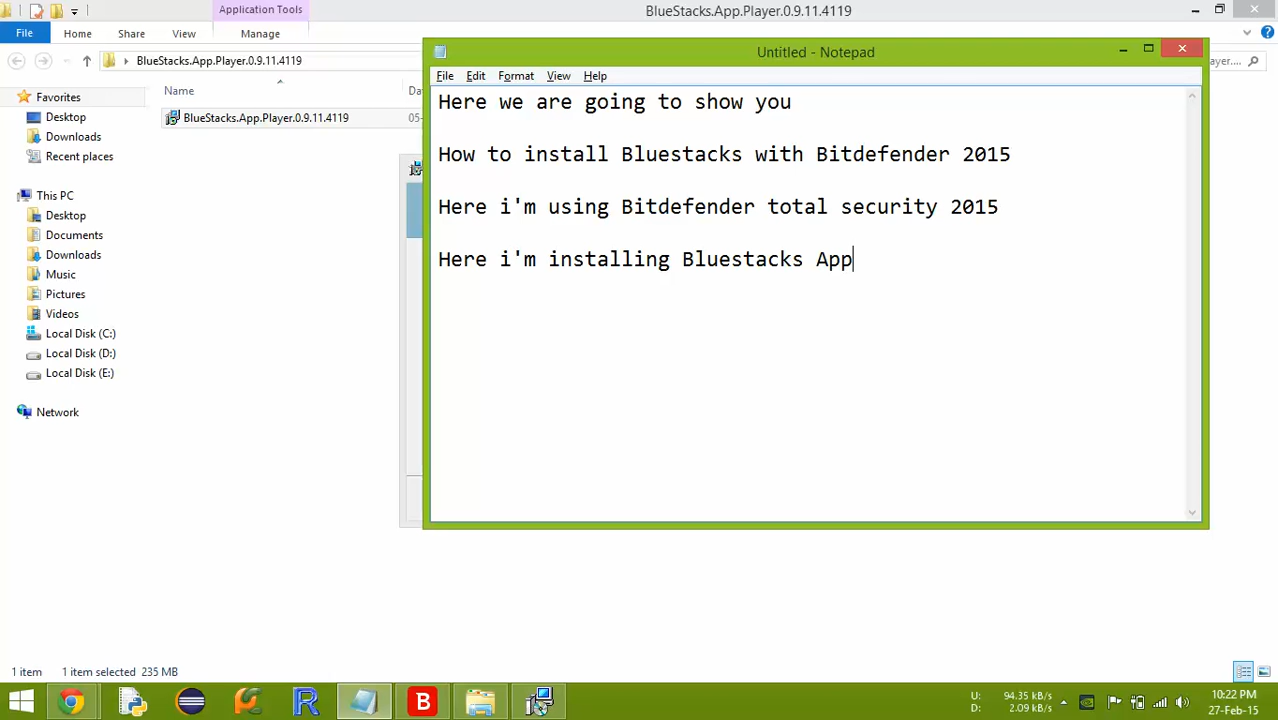 Application Tools
BlueStacks.App.Player.0.9.11.4119
File
Home
Share
View
Manage
BlueStacks.App.Player.0.9.11.4119
ayer....
Untitled - Notepad
File
Edit
Format
View
Help
Favorites
Desktop
Downloads
Recent places
This PC
Desktop
Documents
Downloads
Music
Pictures
Videos
Local Disk (C:)
Local Disk (D:)
Local Disk (E:)
Network
Name
Da
BlueStacks.App.Player.0.9.11.4119
05-
Here we are going to show you
How to install Bluestacks with Bitdefender 2015
Here i'm using Bitdefender total security 2015
Here i'm installing Bluestacks App
1 item
1 item selected 235 MB
R
B
U: 94.35 kB/s
D: 2.09 kB/s
10:22 PM
27-Feb-15